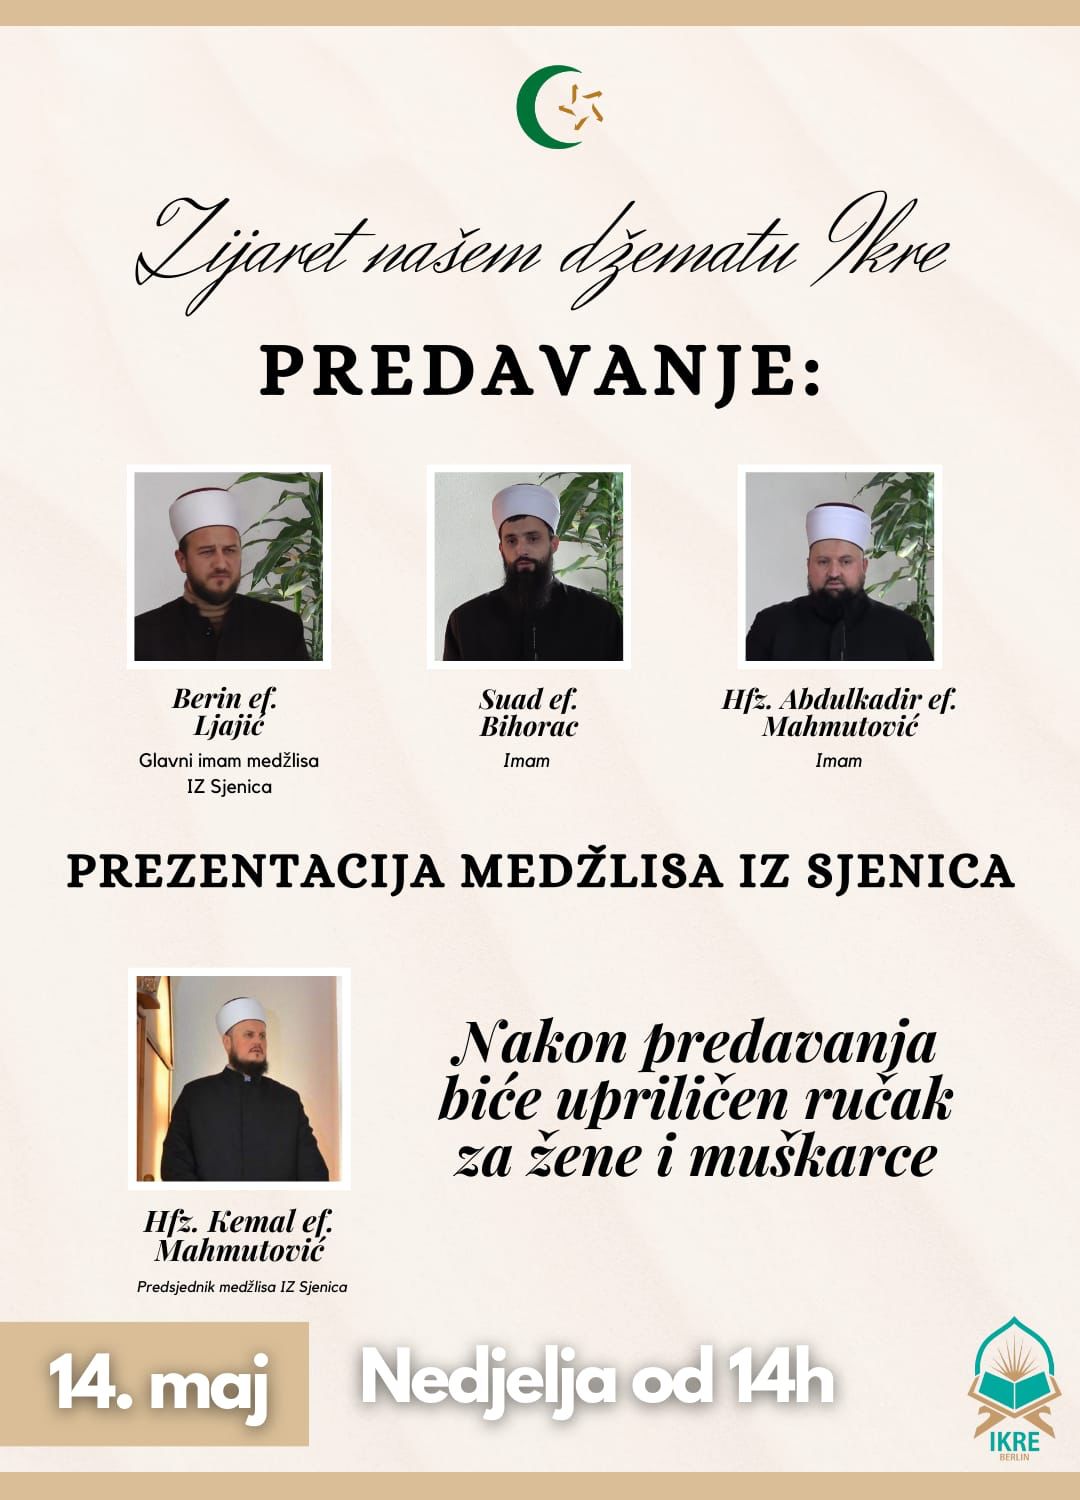 Zijaret našem džematu Ikre
PREDAVANJE:
Berin ef.
Ljajić
Glavni imam medžlisa
IZ Sjenica
Suad ef.
Bihorac
Imam
Hfz. Abdulkadir ef.
Mahmutović
Imam
PREZENTACIJA MEDŽLISA IZ SJENICA
Hfz. Kemal ef.
Mahmutović
Predsjednik medžlisa IZ Sjenica
Nakon predavanja
biće upriličen ručak
za žene i muškarce
14. maj
Nedjelja od 14h
IKRE
BERLIN